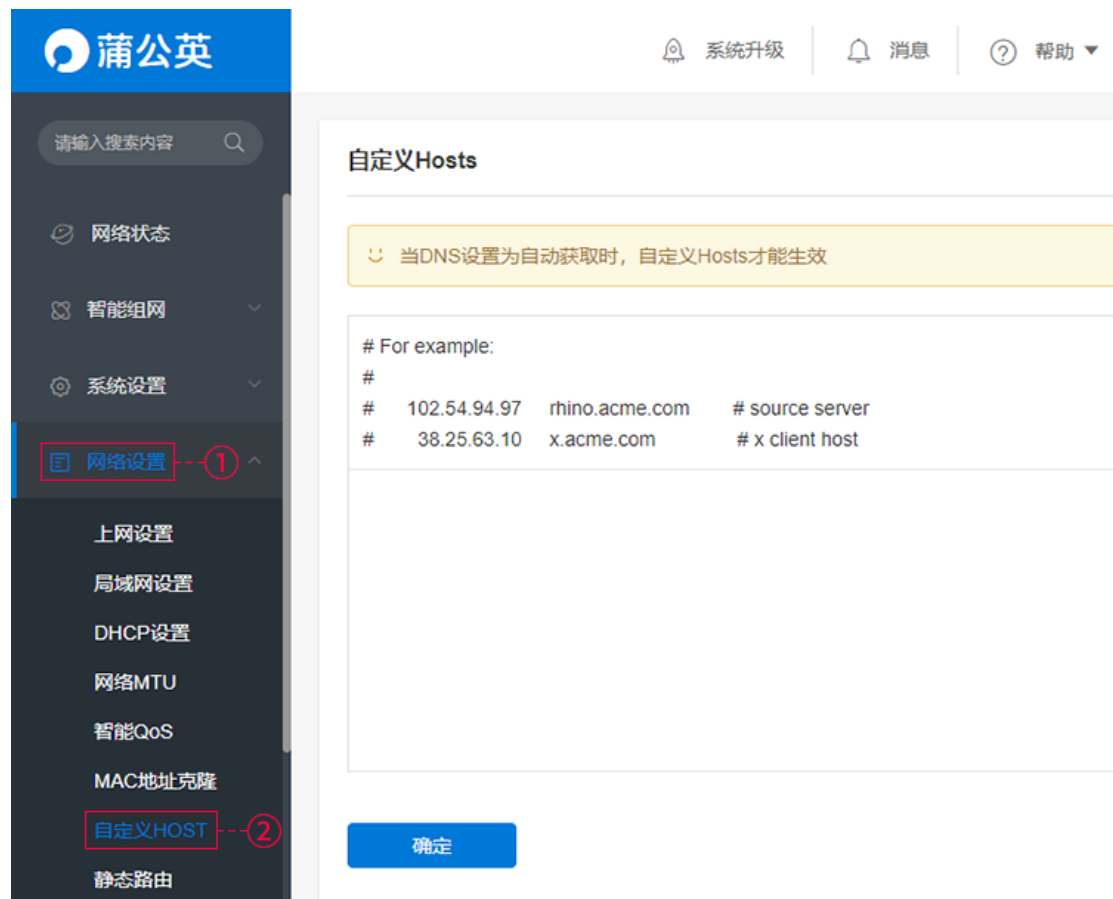 蒲公英
系统升级 消息 帮助
请输入搜索内容
自定义Hosts
网络状态
当DNS设置为自动获取时，自定义Hosts才能生效
智能组网
# For example:
#
# 102.54.94.97 rhino.acme.com # source server
# 38.25.63.10 x.acme.com # x client host
系统设置
网络设置 ①
上网设置
局域网设置
DHCP设置
网络MTU
智能QoS
MAC地址克隆
自定义HOST ②
静态路由
确定